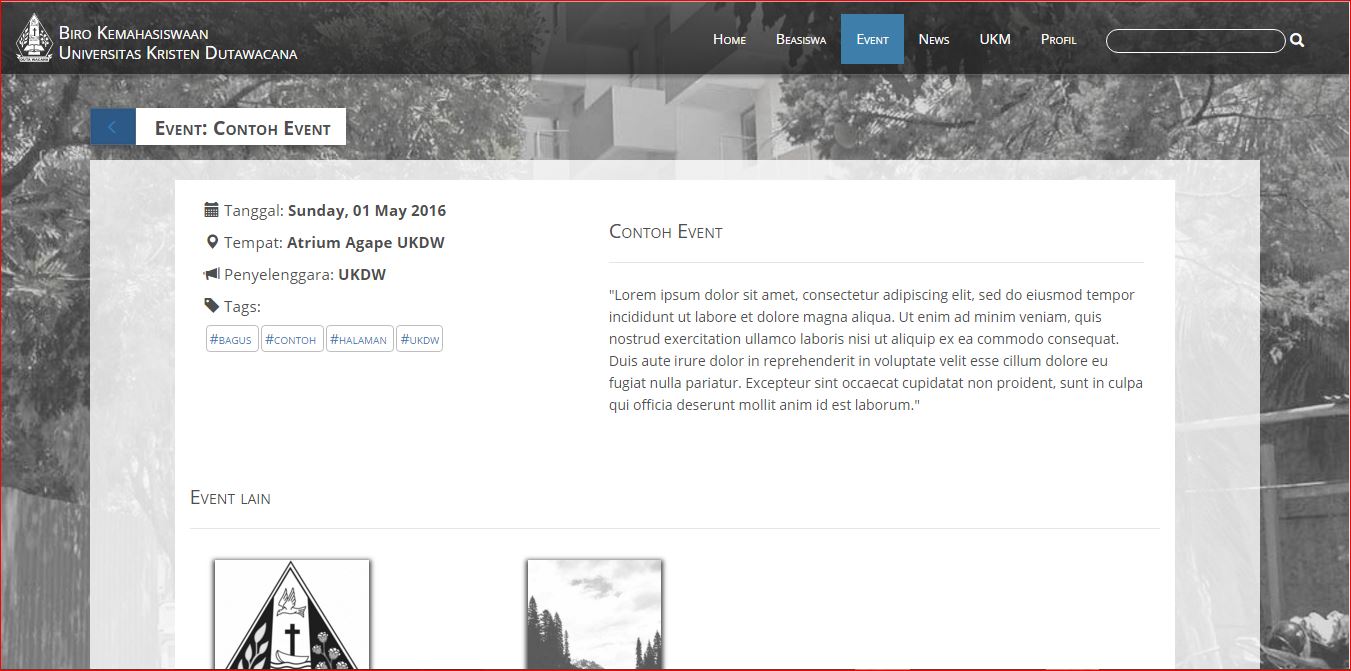 Biro Kemahasiswaan
Universitas Kristen Dutawacana
Home Beasiswa Event News UKM Profil
Event: Contoh Event
Tanggal: Sunday, 01 May 2016
Tempat: Atrium Agape UKDW
Penyelenggara: UKDW
Tags:
#bagus #contoh #halaman #ukdw
Contoh Event
"Lorem ipsum dolor sit amet, consectetur adipiscing elit, sed do eiusmod tempor
incididunt ut labore et dolore magna aliqua. Ut enim ad minim veniam, quis
nostrud exercitation ullamco laboris nisi ut aliquip ex ea commodo consequat.
Duis aute irure dolor in reprehenderit in voluptate velit esse cillum dolore eu
fugiat nulla pariatur. Excepteur sint occaecat cupidatat non proident, sunt in culpa
qui officia deserunt mollit anim id est laborum."
Event lain